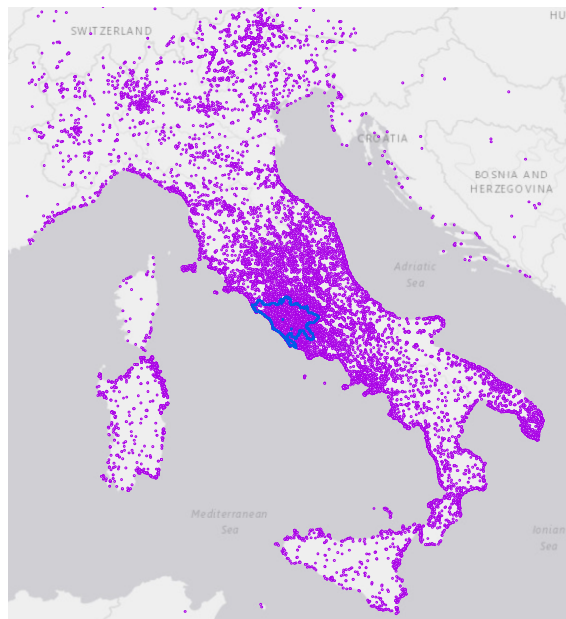 HU
SWITZERLAND
CROATIA
BOSNIA AND
HERZEGOVINA
Adriatic
Sea
Mediterranean
Sea
Ionian
Sea